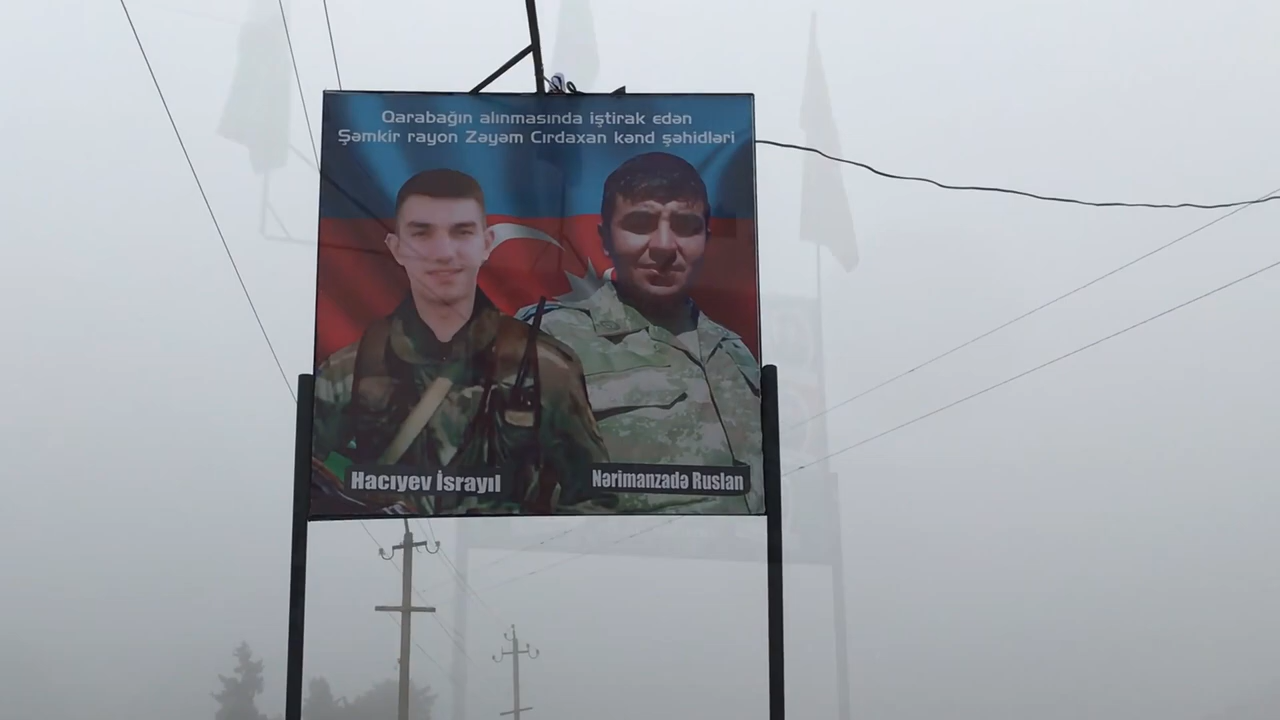 Qarabağın alınmasında iştirak edən
Şəmkir rayon Zəyəm Cırdaxan kənd şəhidləri
Hacıyev İsrayıl
Nərimanzadə Ruslan